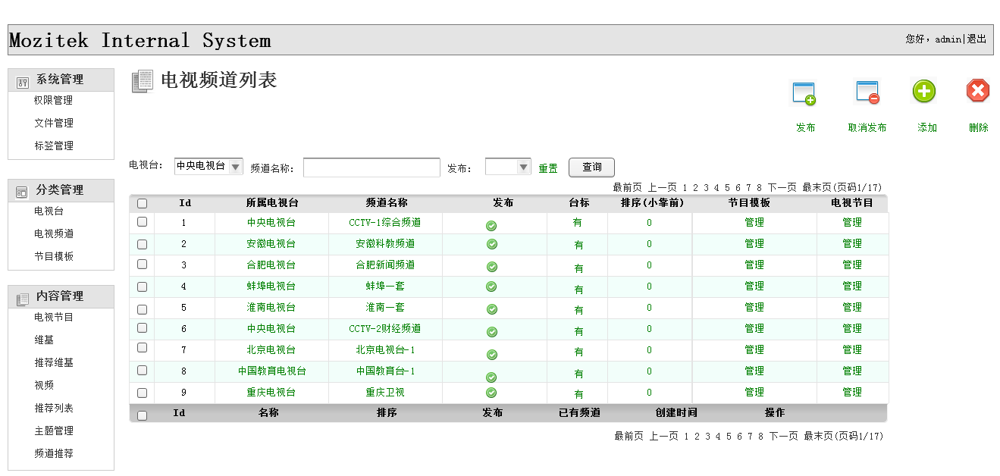 Mozitek Internal System
您好，admin|退出
系统管理
权限管理
文件管理
标签管理
分类管理
电视台
电视频道
节目模板
内容管理
电视节目
维基
推荐维基
视频
推荐列表
主题管理
频道推荐
电视频道列表
发布 取消发布 添加 删除
电视台： 中央电视台 频道名称： 发布： 重置 查询
最前页 上一页 1 2 3 4 5 6 7 8 下一页 最末页(页码1/17)
Id 所属电视台 频道名称 发布 台标 排序(小靠前) 节目模板 电视节目
1 中央电视台 CCTV-1综合频道 有 0 管理 管理
2 安徽电视台 安徽科教频道 有 0 管理 管理
3 合肥电视台 合肥新闻频道 有 0 管理 管理
4 蚌埠电视台 蚌埠一套 有 0 管理 管理
5 淮南电视台 淮南一套 有 0 管理 管理
6 中央电视台 CCTV-2财经频道 有 0 管理 管理
7 北京电视台 北京电视台-1 有 0 管理 管理
8 中国教育电视台 中国教育台-1 有 0 管理 管理
9 重庆电视台 重庆卫视 有 0 管理 管理
Id 名称 排序 发布 已有频道 创建时间 操作
最前页 上一页 1 2 3 4 5 6 7 8 下一页 最末页(页码1/17)